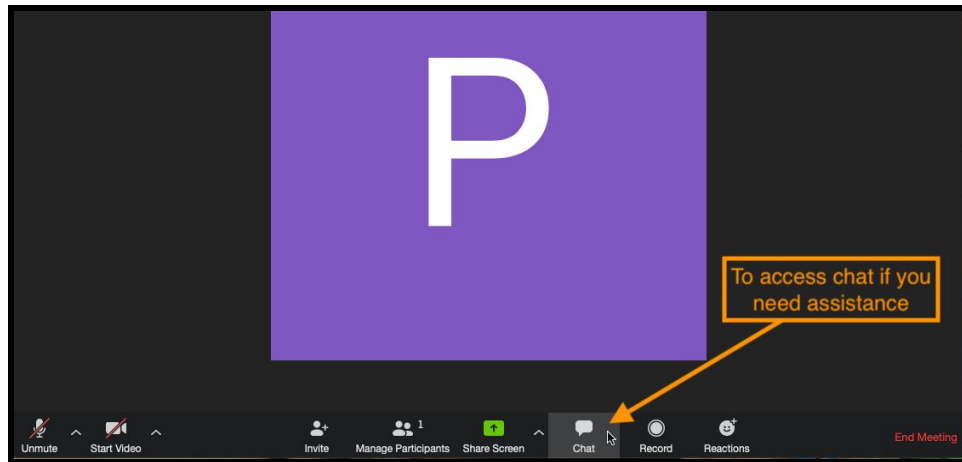 P
To access chat if you
need assistance
1
Unmute Start Video Invite Manage Participants Share Screen Chat Record Reactions End Meeting